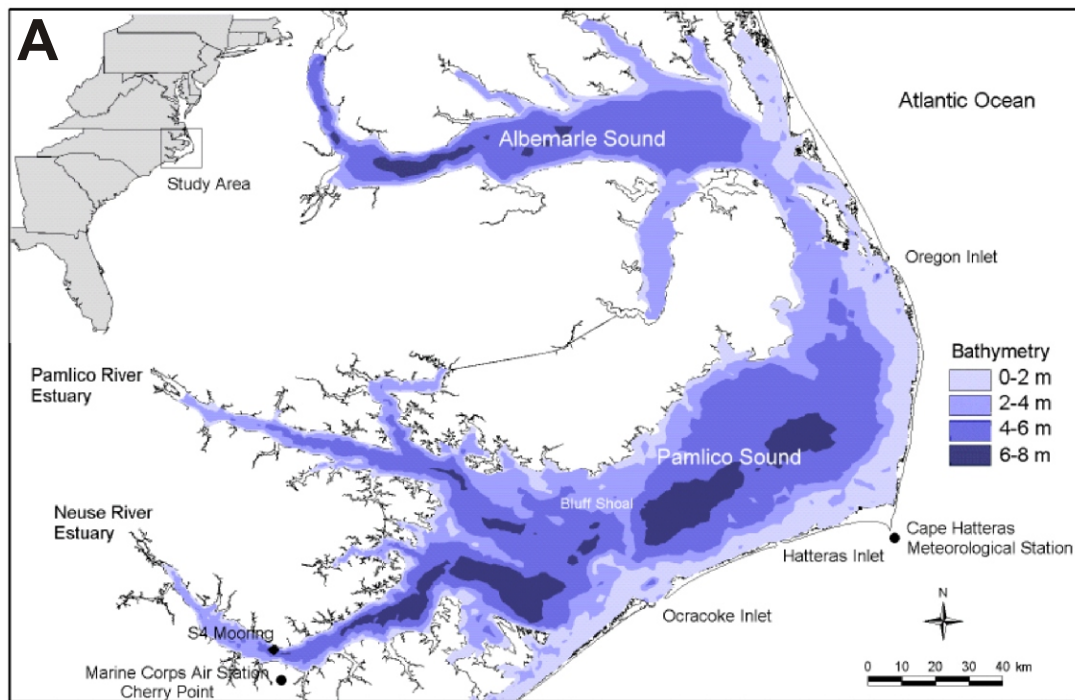 A
Atlantic Ocean
Albemarle Sound
Study Area
Oregon Inlet
Bathymetry
0-2 m
2-4 m
4-6 m
6-8 m
Pamlico River
Estuary
Pamlico Sound
Bluff Shoal
Neuse River
Estuary
Cape Hatteras
Meteorological Station
Hatteras Inlet
Ocracoke Inlet
N
S4 Mooring
Marine Corps Air Station
Cherry Point
0 10 20 30 40 km